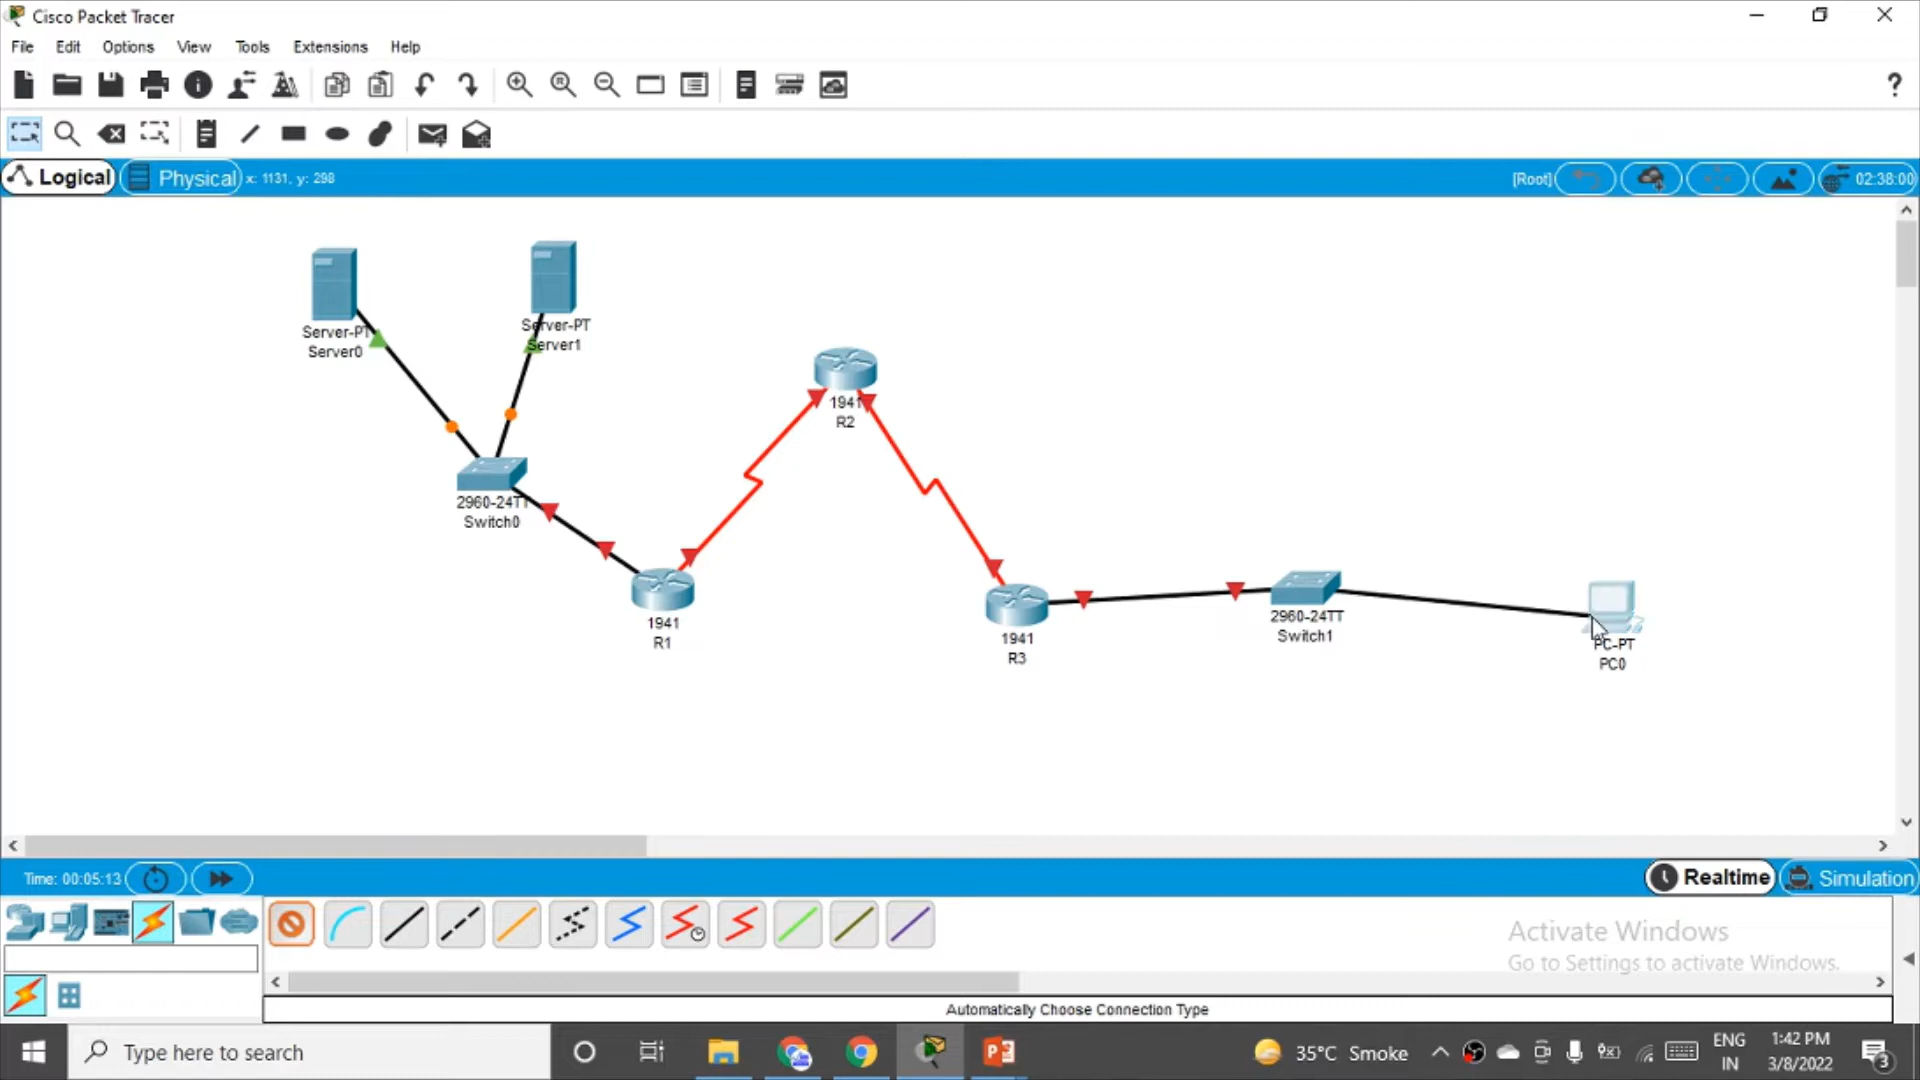 Cisco Packet Tracer
File Edit Options View Tools Extensions Help
?
Logical Physical x: 1131, y: 298 [Root] 02:38:00
Server-PT
Server0
Server-PT
Server1
1941
R2
2960-24TT
Switch0
1941
R1
1941
R3
2960-24TT
Switch1
PC-PT
PC0
Time: 00:05:13 Realtime Simulation
Activate Windows
Go to Settings to activate Windows.
Automatically Choose Connection Type
Type here to search 35°C Smoke ENG IN 1:42 PM 3/8/2022 3